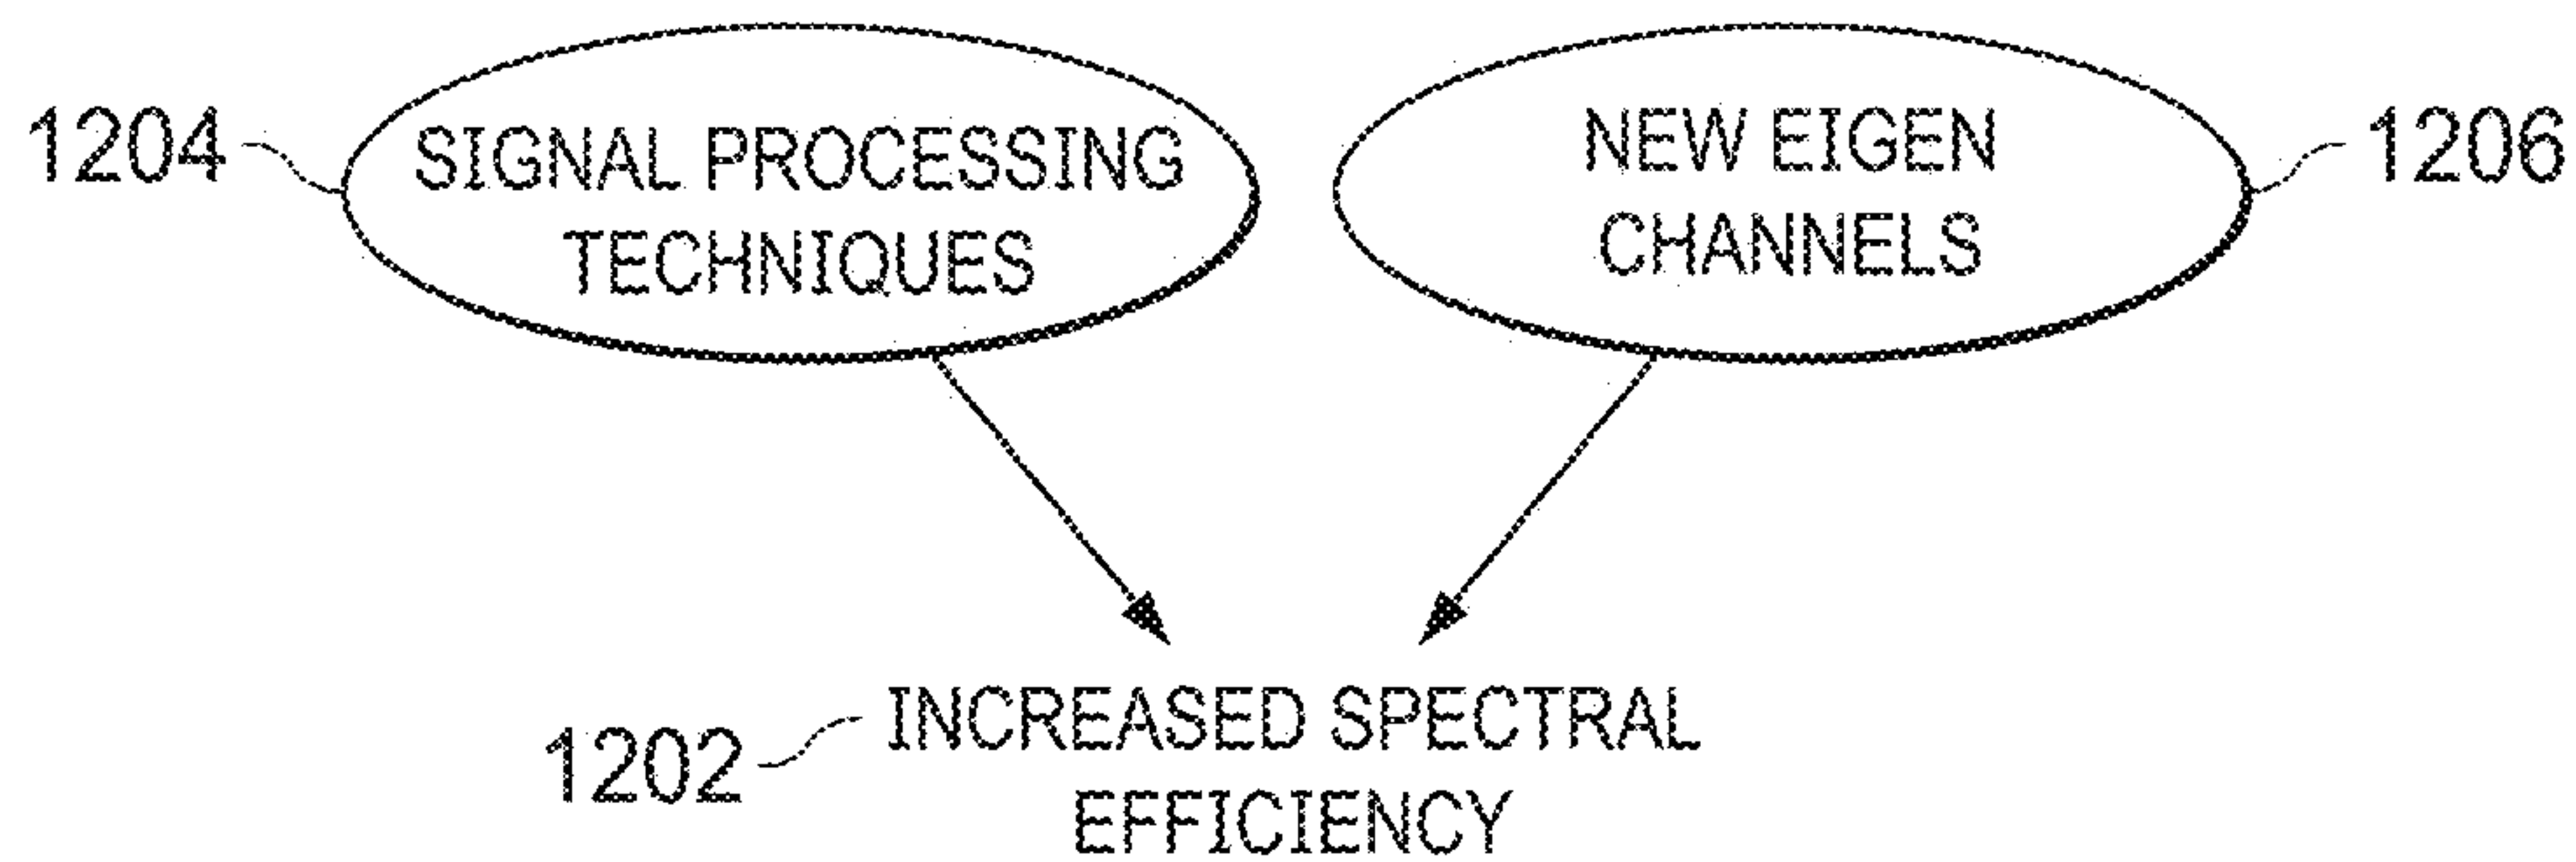 1204
SIGNAL PROCESSING
TECHNIQUES
NEW EIGEN
CHANNELS
1206
1202
INCREASED SPECTRAL
EFFICIENCY